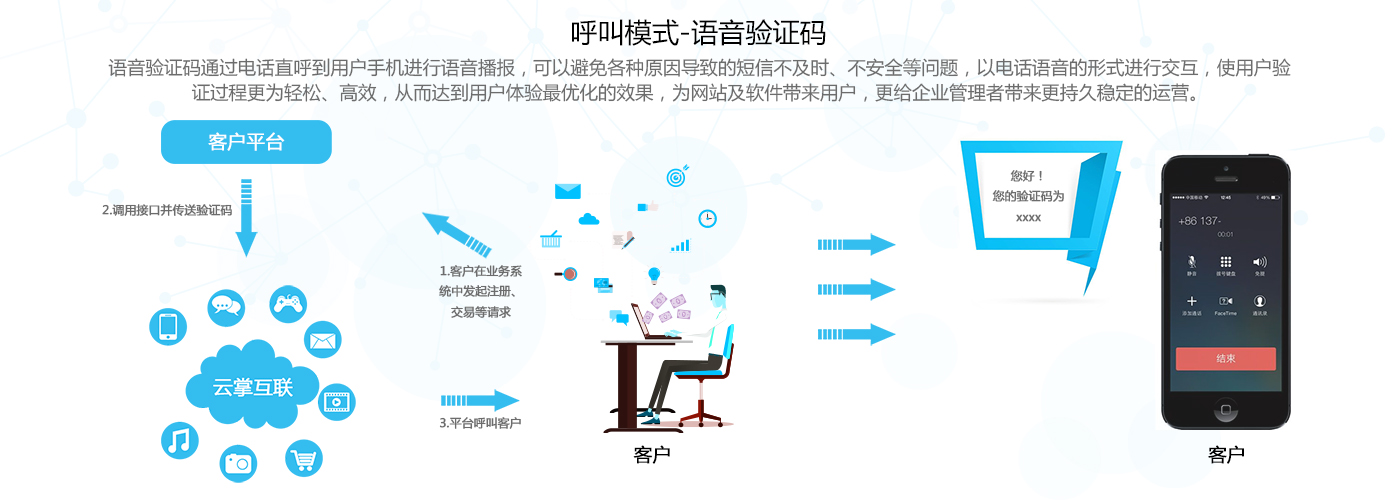 呼叫模式-语音验证码
语音验证码通过电话直呼到用户手机进行语音播报，可以避免各种原因导致的短信不及时、不安全等问题，以电话语音的形式进行交互，使用户验
证过程更为轻松、高效，从而达到用户体验最优化的效果，为网站及软件带来用户，更给企业管理者带来更持久稳定的运营。
客户平台
2.调用接口并传送验证码
云掌互联
1.客户在业务系
统中发起注册、
交易等请求
3.平台呼叫客户
客户
您好！
您的验证码为
xxxx
中国移动 12:45 49%
+86 137-
00:01
静音 拨号键盘 免提
添加通话 FaceTime 通讯录
结束
客户